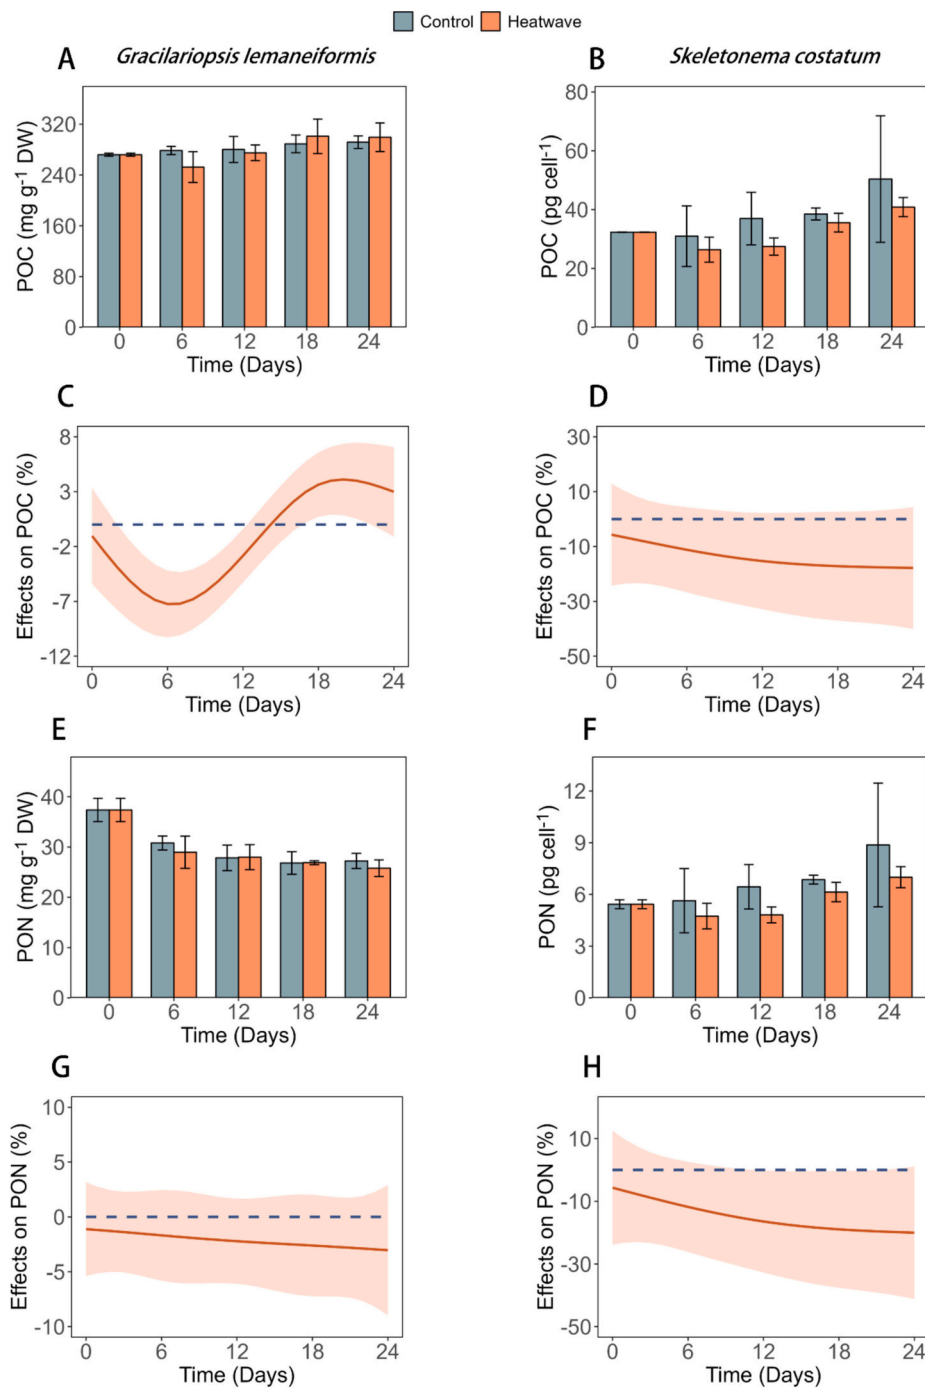 Control Heatwave
A Gracilariopsis lemaneiformis
B Skeletonema costatum
POC (mg g⁻¹ DW)
320
240
160
80
0
0 6 12 18 24
Time (Days)
POC (pg cell⁻¹)
80
60
40
20
0
0 6 12 18 24
Time (Days)
C
Effects on POC (%)
8
3
-2
-7
-12
0 6 12 18 24
Time (Days)
D
Effects on POC (%)
30
10
-10
-30
-50
0 6 12 18 24
Time (Days)
E
PON (mg g⁻¹ DW)
40
30
20
10
0
0 6 12 18 24
Time (Days)
F
PON (pg cell⁻¹)
12
9
6
3
0
0 6 12 18 24
Time (Days)
G
Effects on PON (%)
10
5
0
-5
-10
0 6 12 18 24
Time (Days)
H
Effects on PON (%)
10
-10
-30
-50
0 6 12 18 24
Time (Days)